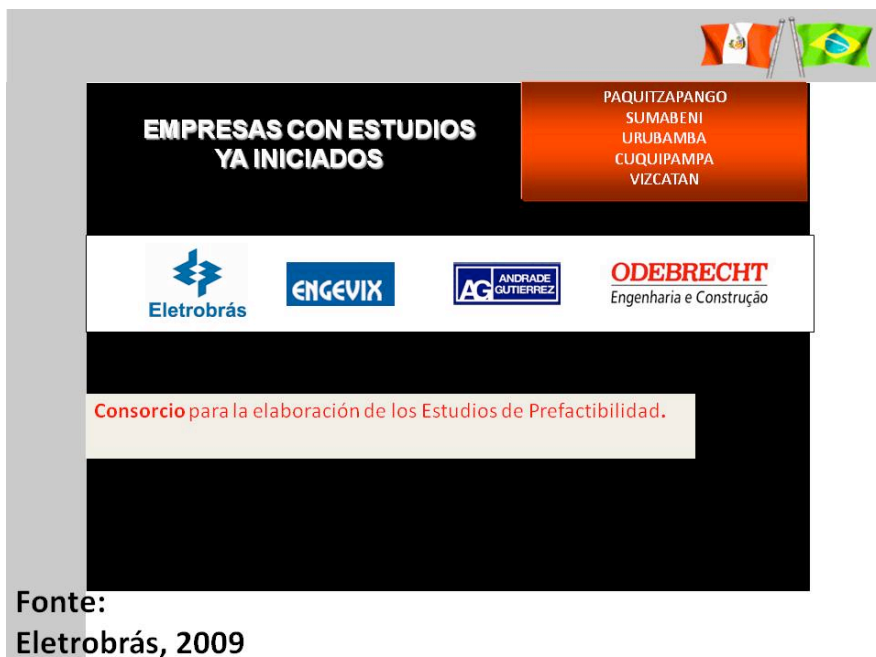 EMPRESAS CON ESTUDIOS
YA INICIADOS
PAQUITZAPANGO
SUMABENI
URUBAMBA
CUQUIPAMPA
VIZCATAN
Eletrobrás
ENGEVIX
AG ANDRADE
GUTIERREZ
ODEBRECHT
Engenharia e Construção
Consorcio para la elaboración de los Estudios de Prefactibilidad.
Fonte:
Eletrobrás, 2009